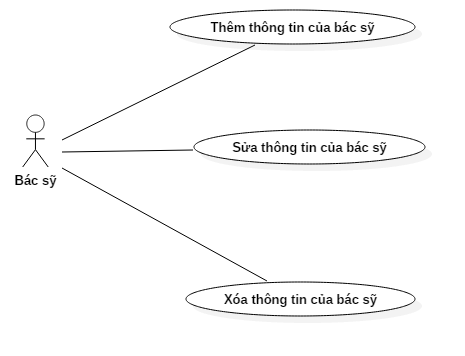 Thêm thông tin của bác sỹ
Sửa thông tin của bác sỹ
Bác sỹ
Xóa thông tin của bác sỹ